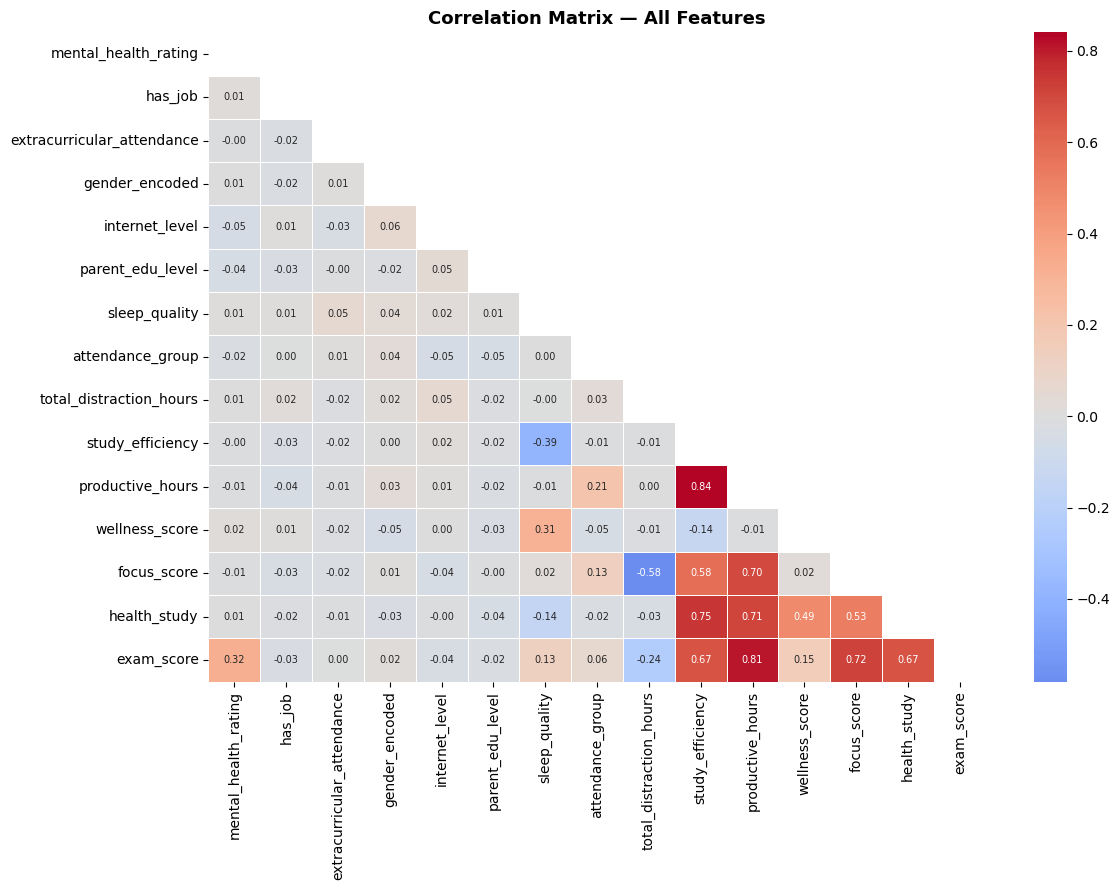 Correlation Matrix — All Features
mental_health_rating
has_job 0.01
extracurricular_attendance -0.00 -0.02
gender_encoded 0.01 -0.02 0.01
internet_level -0.05 0.01 -0.03 0.06
parent_edu_level -0.04 -0.03 -0.00 -0.02 0.05
sleep_quality 0.01 0.01 0.05 0.04 0.02 0.01
attendance_group -0.02 0.00 0.01 0.04 -0.05 -0.05 0.00
total_distraction_hours 0.01 0.02 -0.02 0.02 0.05 -0.02 -0.00 0.03
study_efficiency -0.00 -0.03 -0.02 0.00 0.02 -0.02 -0.39 -0.01 -0.01
productive_hours -0.01 -0.04 -0.01 0.03 0.01 -0.02 -0.01 0.21 0.00 0.84
wellness_score 0.02 0.01 -0.02 -0.05 0.00 -0.03 0.31 -0.05 -0.01 -0.14 -0.01
focus_score -0.01 -0.03 -0.02 0.01 -0.04 -0.00 0.02 0.13 -0.58 0.58 0.70 0.02
health_study 0.01 -0.02 -0.01 -0.03 -0.00 -0.04 -0.14 -0.02 -0.03 0.75 0.71 0.49 0.53
exam_score 0.32 -0.03 0.00 0.02 -0.04 -0.02 0.13 0.06 -0.24 0.67 0.81 0.15 0.72 0.67
mental_health_rating
has_job
extracurricular_attendance
gender_encoded
internet_level
parent_edu_level
sleep_quality
attendance_group
total_distraction_hours
study_efficiency
productive_hours
wellness_score
focus_score
health_study
exam_score
0.8
0.6
0.4
0.2
0.0
−0.2
−0.4